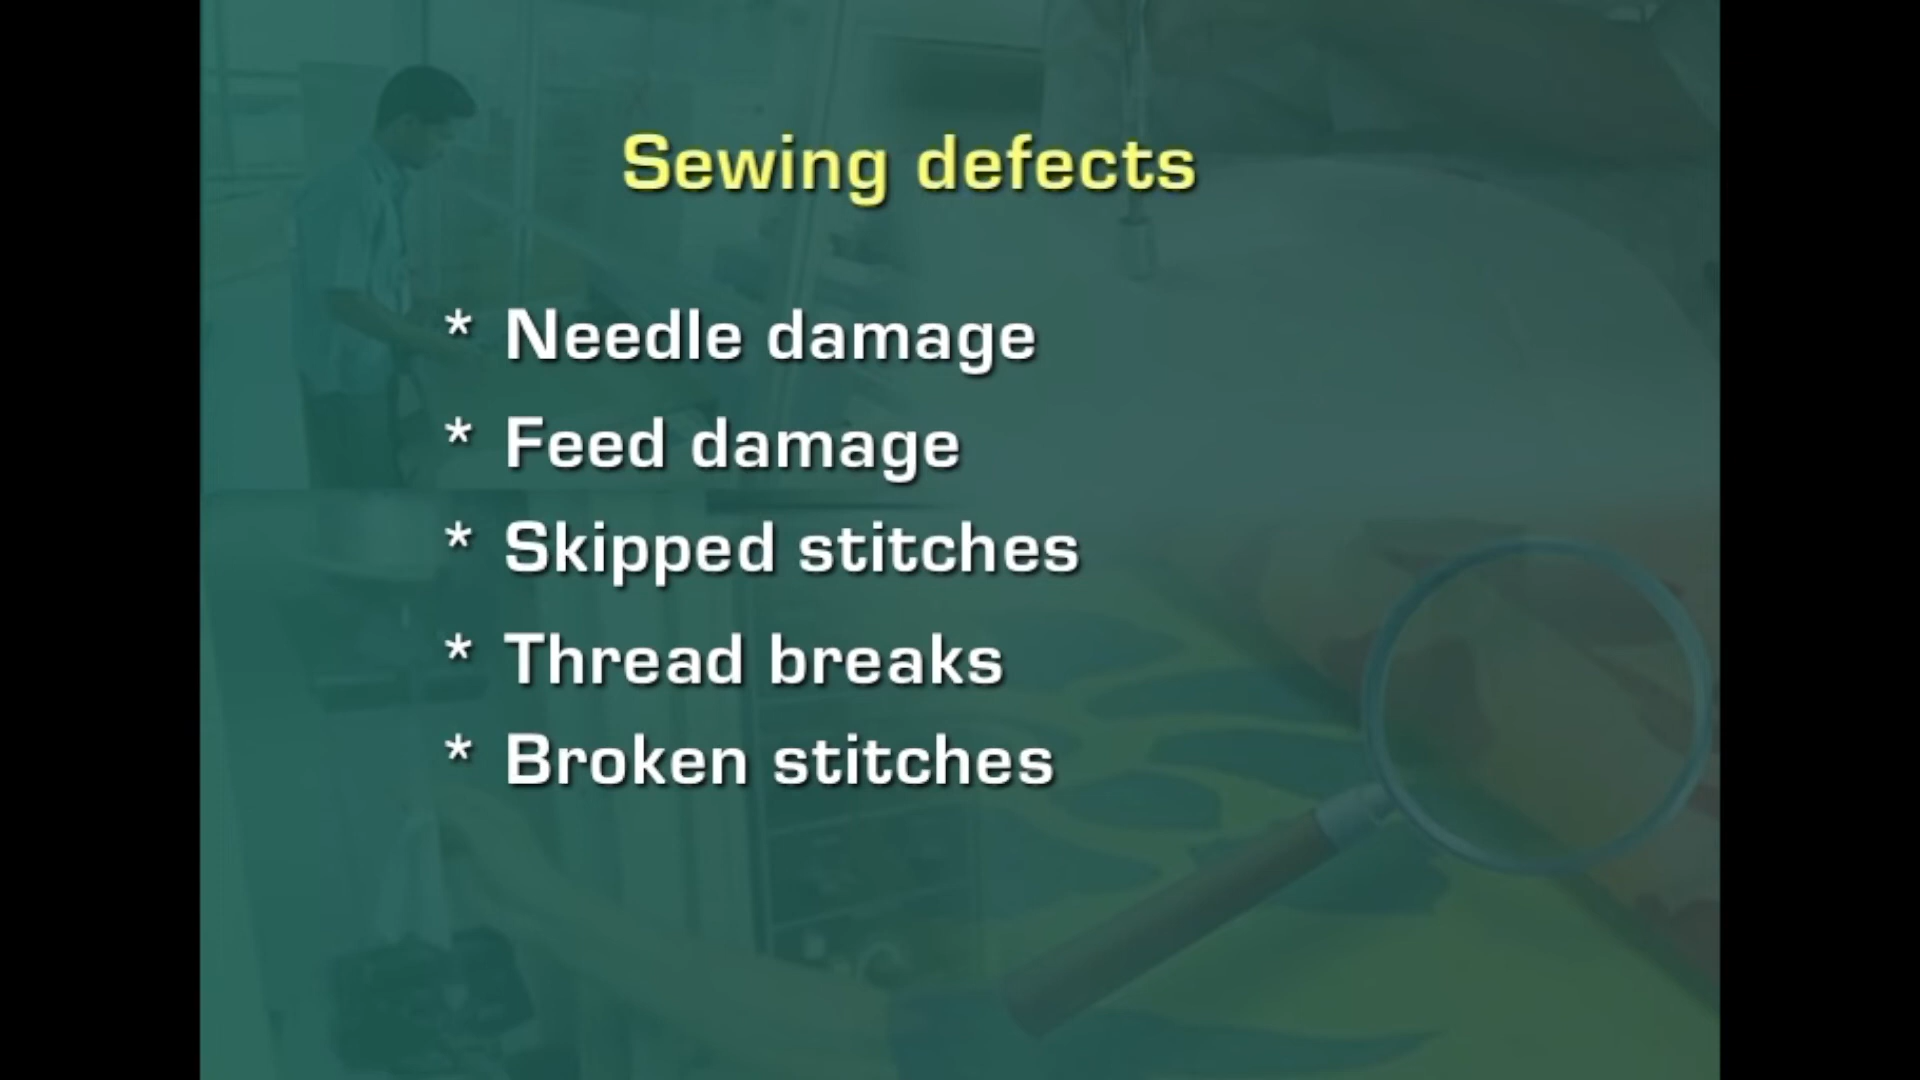 Sewing defects
* Needle damage
* Feed damage
* Skipped stitches
* Thread breaks
* Broken stitches